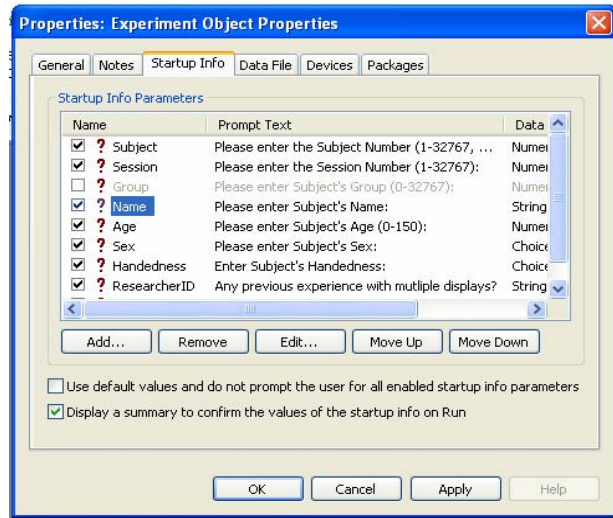 Properties: Experiment Object Properties
General Notes Startup Info Data File Devices Packages
Startup Info Parameters
Name Prompt Text Data
? Subject Please enter the Subject Number (1-32767, ... Numer
? Session Please enter the Session Number (1-32767): Numer
? Group Please enter Subject's Group (0-32767): Numer
? Name Please enter Subject's Name: String
? Age Please enter Subject's Age (0-150): Numer
? Sex Please enter Subject's Sex: Choice
? Handedness Enter Subject's Handedness: Choice
? ResearcherID Any previous experience with mutliple displays? String
Add... Remove Edit... Move Up Move Down
Use default values and do not prompt the user for all enabled startup info parameters
Display a summary to confirm the values of the startup info on Run
OK Cancel Apply Help